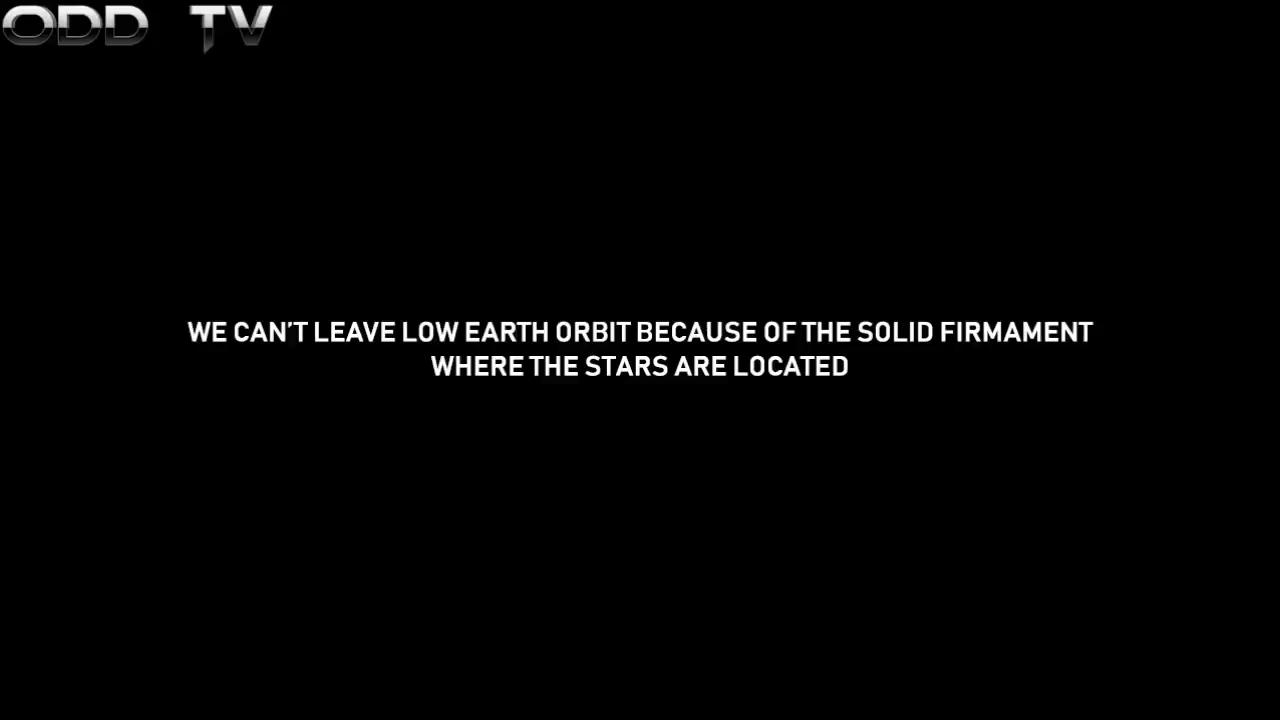 ODD TV
WE CAN'T LEAVE LOW EARTH ORBIT BECAUSE OF THE SOLID FIRMAMENT
WHERE THE STARS ARE LOCATED